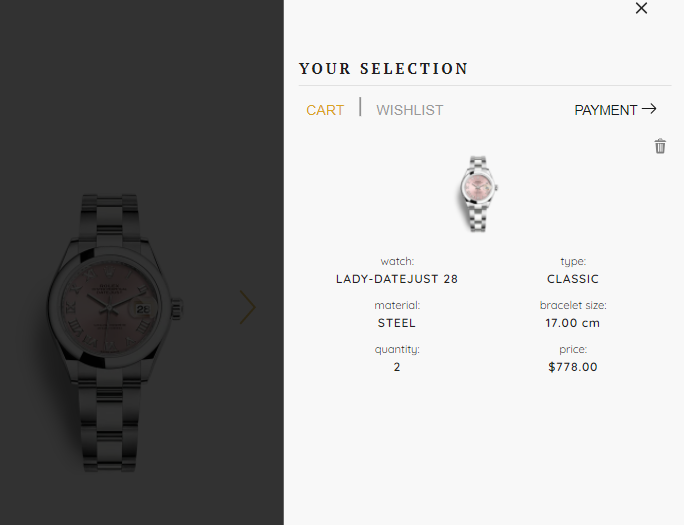 YOUR SELECTION
CART | WISHLIST PAYMENT →
watch: type:
LADY-DATEJUST 28 CLASSIC
material: bracelet size:
STEEL 17.00 cm
quantity: price:
2 $778.00
28